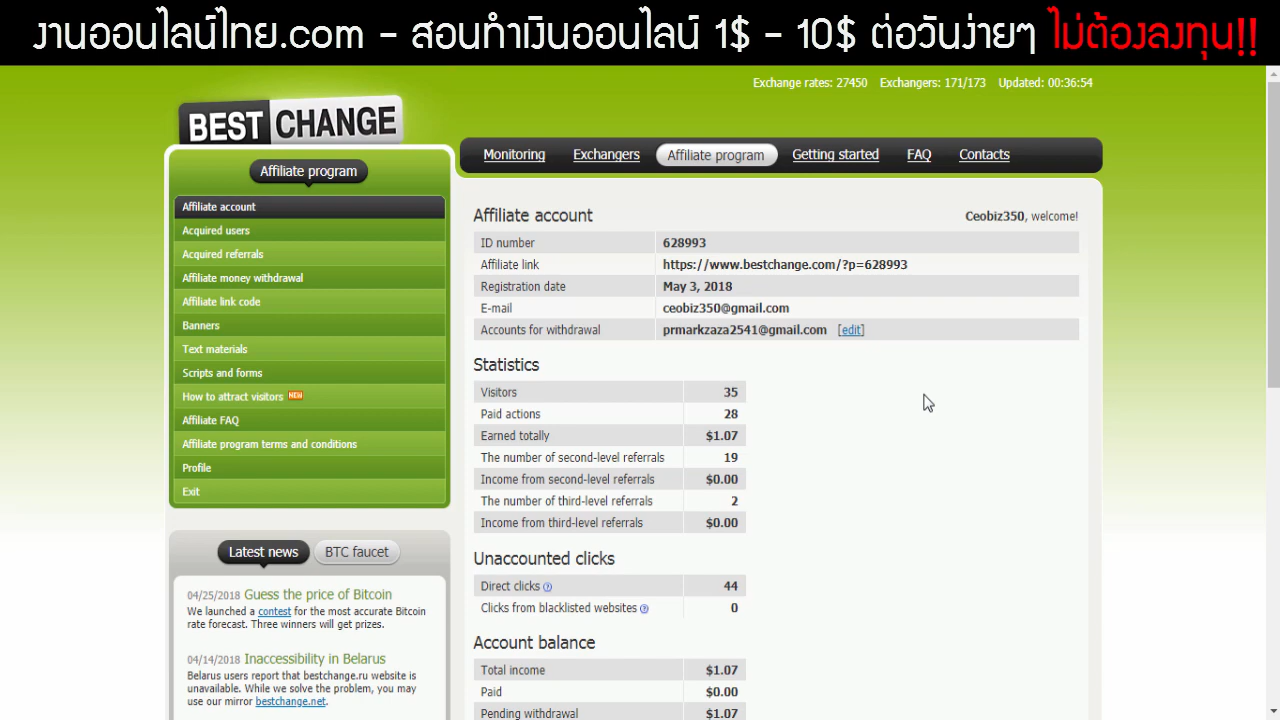 งานออนไลน์ไทย.com - สอนทำเงินออนไลน์ 1$ - 10$ ต่อวันง่ายๆ ไม่ต้องลงทุน!!
Exchange rates: 27450 Exchangers: 171/173 Updated: 00:36:54
BEST CHANGE
Monitoring Exchangers Affiliate program Getting started FAQ Contacts
Affiliate program
Affiliate account
Acquired users
Acquired referrals
Affiliate money withdrawal
Affiliate link code
Banners
Text materials
Scripts and forms
How to attract visitors NEW
Affiliate FAQ
Affiliate program terms and conditions
Profile
Exit
Latest news BTC faucet
04/25/2018 Guess the price of Bitcoin
We launched a contest for the most accurate Bitcoin
rate forecast. Three winners will get prizes.
04/14/2018 Inaccessibility in Belarus
Belarus users report that bestchange.ru website is
unavailable. While we solve the problem, you may
use our mirror bestchange.net.
Affiliate account Ceobiz350, welcome!
ID number 628993
Affiliate link https://www.bestchange.com/?p=628993
Registration date May 3, 2018
E-mail ceobiz350@gmail.com
Accounts for withdrawal prmarkzaza2541@gmail.com [edit]
Statistics
Visitors 35
Paid actions 28
Earned totally $1.07
The number of second-level referrals 19
Income from second-level referrals $0.00
The number of third-level referrals 2
Income from third-level referrals $0.00
Unaccounted clicks
Direct clicks ? 44
Clicks from blacklisted websites ? 0
Account balance
Total income $1.07
Paid $0.00
Pending withdrawal $1.07